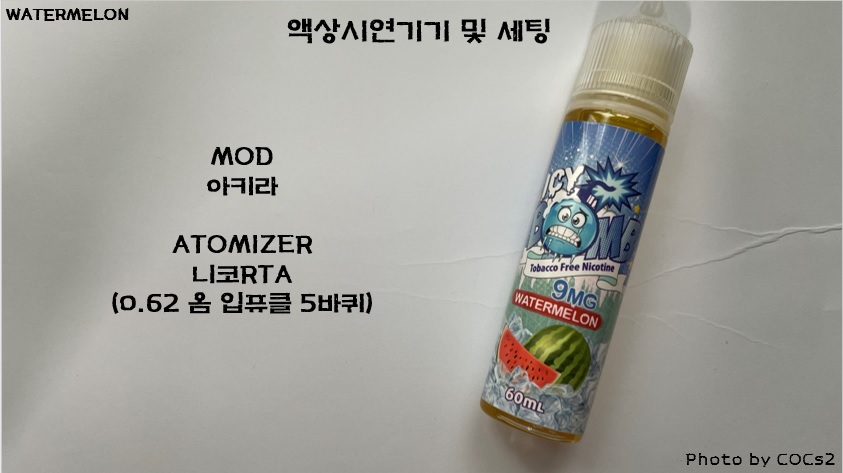 WATERMELON
액상시연기기 및 세팅
MOD
아키라
ATOMIZER
니코RTA
(0.62 옴 입퓨클 5바퀴)
ICY
BOMB
Tobacco Free Nicotine
9MG
WATERMELON
60mL
Photo by COCs2